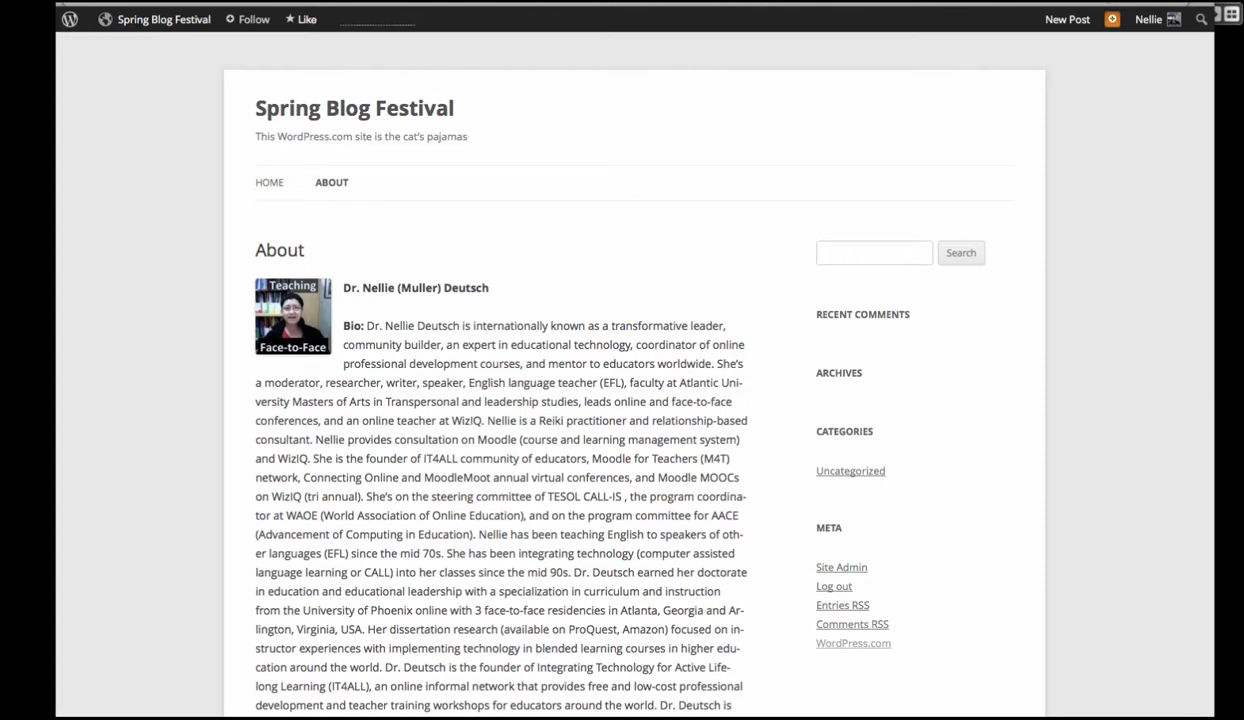 Spring Blog Festival Follow Like New Post Nellie
Spring Blog Festival
This WordPress.com site is the cat's pajamas
HOME ABOUT
About
Teaching
Face-to-Face
Dr. Nellie (Muller) Deutsch
Bio: Dr. Nellie Deutsch is internationally known as a transformative leader,
community builder, an expert in educational technology, coordinator of online
professional development courses, and mentor to educators worldwide. She's
a moderator, researcher, writer, speaker, English language teacher (EFL), faculty at Atlantic Uni-
versity Masters of Arts in Transpersonal and leadership studies, leads online and face-to-face
conferences, and an online teacher at WizIQ. Nellie is a Reiki practitioner and relationship-based
consultant. Nellie provides consultation on Moodle (course and learning management system)
and WizIQ. She is the founder of IT4ALL community of educators, Moodle for Teachers (M4T)
network, Connecting Online and MoodleMoot annual virtual conferences, and Moodle MOOCs
on WizIQ (tri annual). She's on the steering committee of TESOL CALL-IS , the program coordina-
tor at WAOE (World Association of Online Education), and on the program committee for AACE
(Advancement of Computing in Education). Nellie has been teaching English to speakers of oth-
er languages (EFL) since the mid 70s. She has been integrating technology (computer assisted
language learning or CALL) into her classes since the mid 90s. Dr. Deutsch earned her doctorate
in education and educational leadership with a specialization in curriculum and instruction
from the University of Phoenix online with 3 face-to-face residencies in Atlanta, Georgia and Ar-
lington, Virginia, USA. Her dissertation research (available on ProQuest, Amazon) focused on in-
structor experiences with implementing technology in blended learning courses in higher edu-
cation around the world. Dr. Deutsch is the founder of Integrating Technology for Active Life-
long Learning (IT4ALL), an online informal network that provides free and low-cost professional
development and teacher training workshops for educators around the world. Dr. Deutsch is
Search
RECENT COMMENTS
ARCHIVES
CATEGORIES
Uncategorized
META
Site Admin
Log out
Entries RSS
Comments RSS
WordPress.com